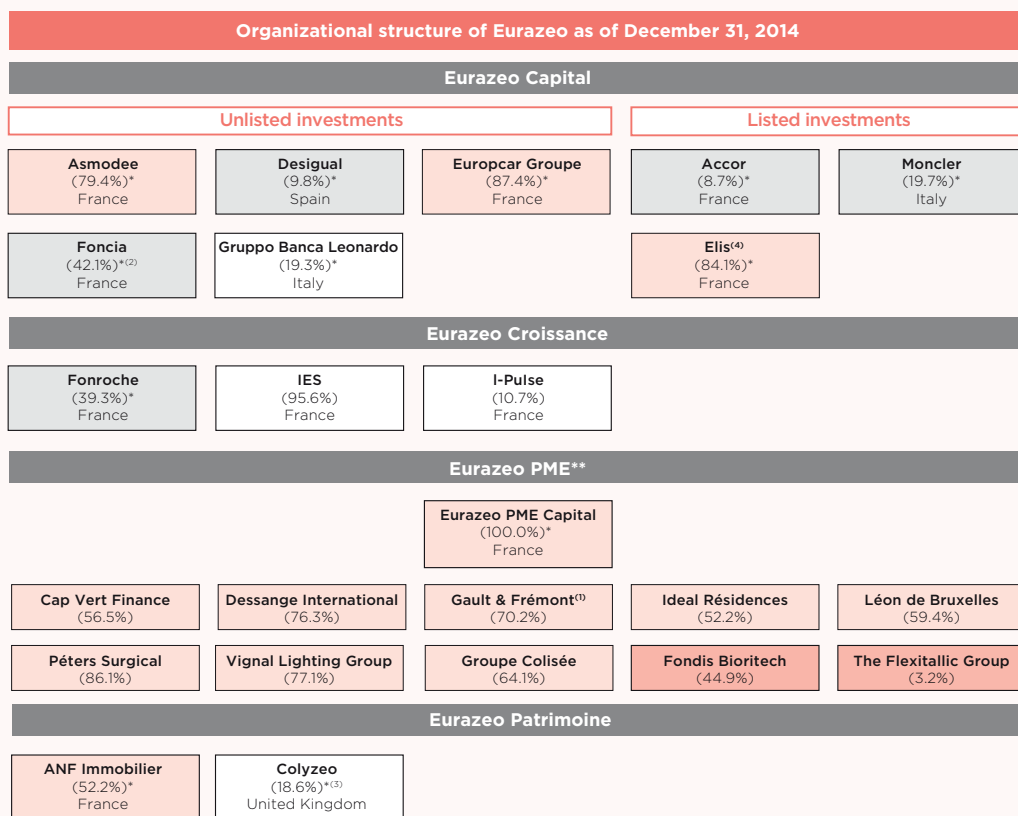 Organizational structure of Eurazeo as of December 31, 2014
Eurazeo Capital
Unlisted investments
Listed investments
Asmodee
(79.4%)*
France
Desigual
(9.8%)*
Spain
Europcar Groupe
(87.4%)*
France
Accor
(8.7%)*
France
Moncler
(19.7%)*
Italy
Foncia
(42.1%)*(2)
France
Gruppo Banca Leonardo
(19.3%)*
Italy
Elis(4)
(84.1%)*
France
Eurazeo Croissance
Fonroche
(39.3%)*
France
IES
(95.6%)
France
I-Pulse
(10.7%)
France
Eurazeo PME**
Eurazeo PME Capital
(100.0%)*
France
Cap Vert Finance
(56.5%)
Dessange International
(76.3%)
Gault & Frémont(1)
(70.2%)
Ideal Résidences
(52.2%)
Léon de Bruxelles
(59.4%)
Péters Surgical
(86.1%)
Vignal Lighting Group
(77.1%)
Groupe Colisée
(64.1%)
Fondis Bioritech
(44.9%)
The Flexitallic Group
(3.2%)
Eurazeo Patrimoine
ANF Immobilier
(52.2%)*
France
Colyzeo
(18.6%)*(3)
United Kingdom